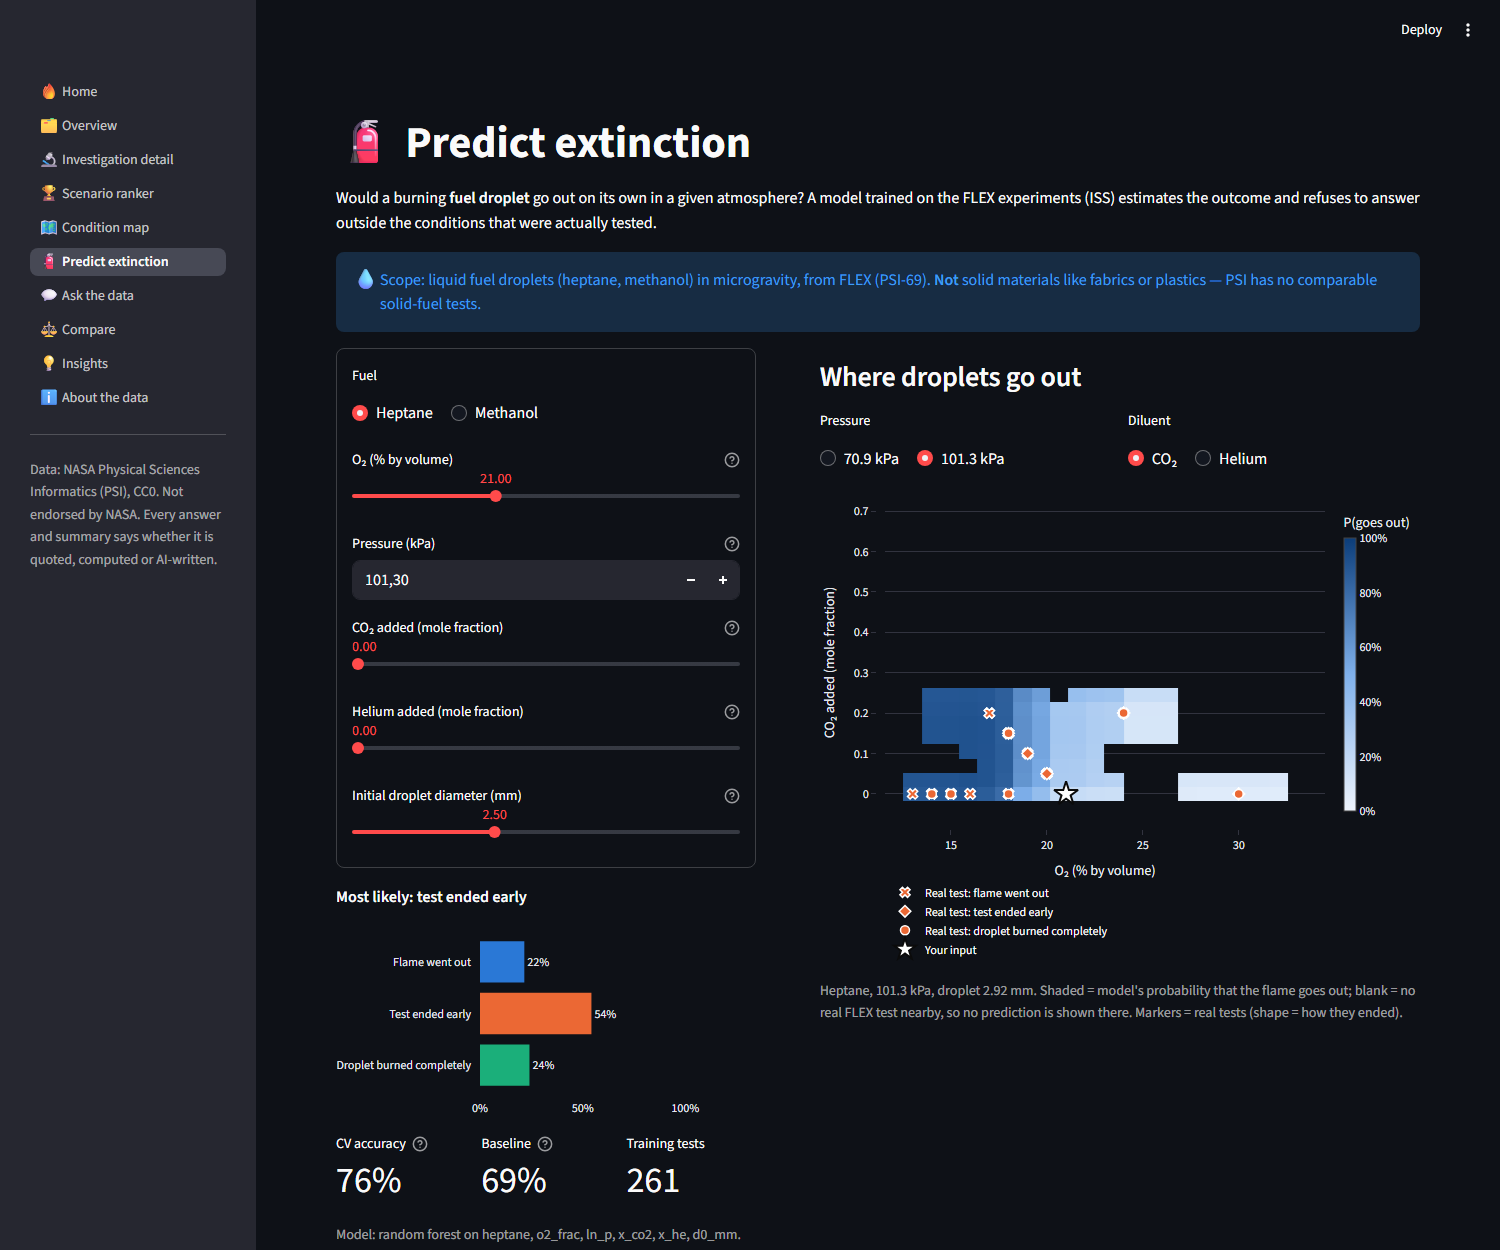 Deploy
Home
Overview
Investigation detail
Scenario ranker
Condition map
Predict extinction
Ask the data
Compare
Insights
About the data
Data: NASA Physical Sciences
Informatics (PSI), CC0. Not
endorsed by NASA. Every answer
and summary says whether it is
quoted, computed or AI-written.
Predict extinction
Would a burning fuel droplet go out on its own in a given atmosphere? A model trained on the FLEX experiments (ISS) estimates the outcome and refuses to answer
outside the conditions that were actually tested.
Scope: liquid fuel droplets (heptane, methanol) in microgravity, from FLEX (PSI-69). Not solid materials like fabrics or plastics — PSI has no comparable
solid-fuel tests.
Fuel
Heptane Methanol
O₂ (% by volume)
21.00
Pressure (kPa)
101,30
CO₂ added (mole fraction)
0.00
Helium added (mole fraction)
0.00
Initial droplet diameter (mm)
2.50
Most likely: test ended early
Flame went out 22%
Test ended early 54%
Droplet burned completely 24%
0% 50% 100%
CV accuracy Baseline Training tests
76% 69% 261
Model: random forest on heptane, o2_frac, ln_p, x_co2, x_he, d0_mm.
Where droplets go out
Pressure Diluent
70.9 kPa 101.3 kPa CO₂ Helium
P(goes out)
100%
80%
60%
40%
20%
0%
CO₂ added (mole fraction)
0.7
0.6
0.5
0.4
0.3
0.2
0.1
0
15 20 25 30
O₂ (% by volume)
Real test: flame went out
Real test: test ended early
Real test: droplet burned completely
Your input
Heptane, 101.3 kPa, droplet 2.92 mm. Shaded = model's probability that the flame goes out; blank = no
real FLEX test nearby, so no prediction is shown there. Markers = real tests (shape = how they ended).